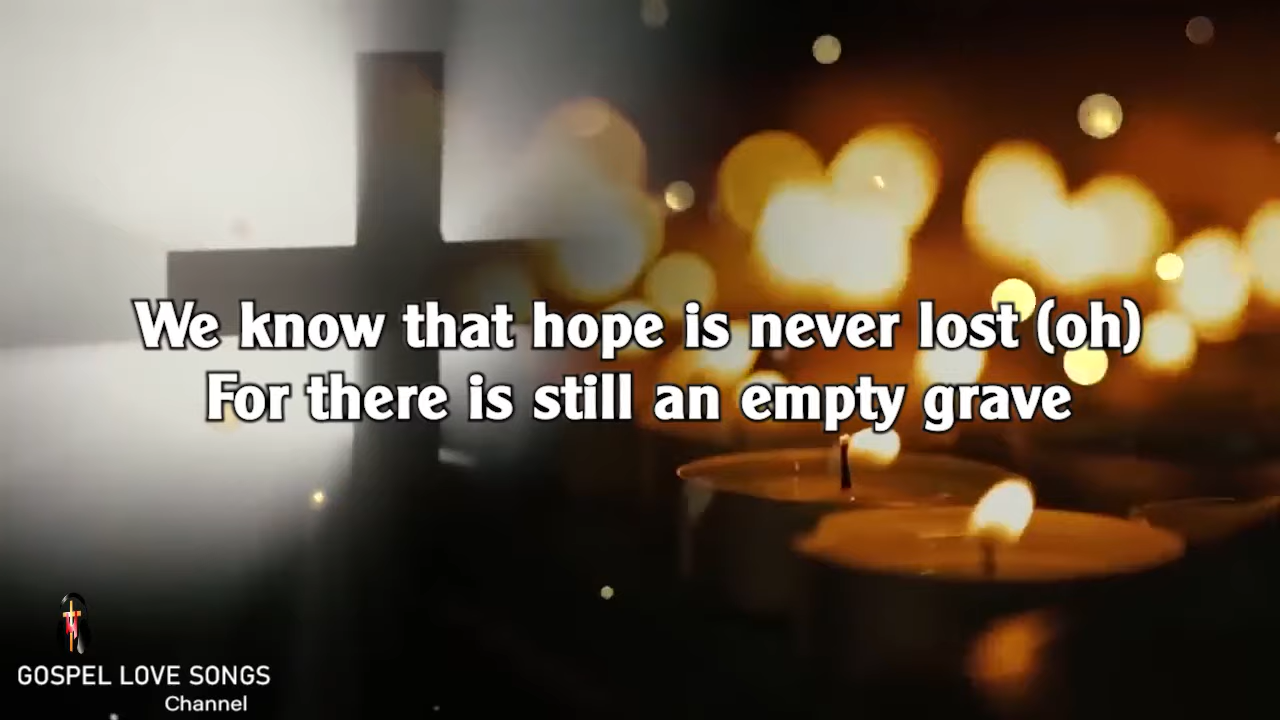 We know that hope is never lost (oh)
For there is still an empty grave
GOSPEL LOVE SONGS
Channel